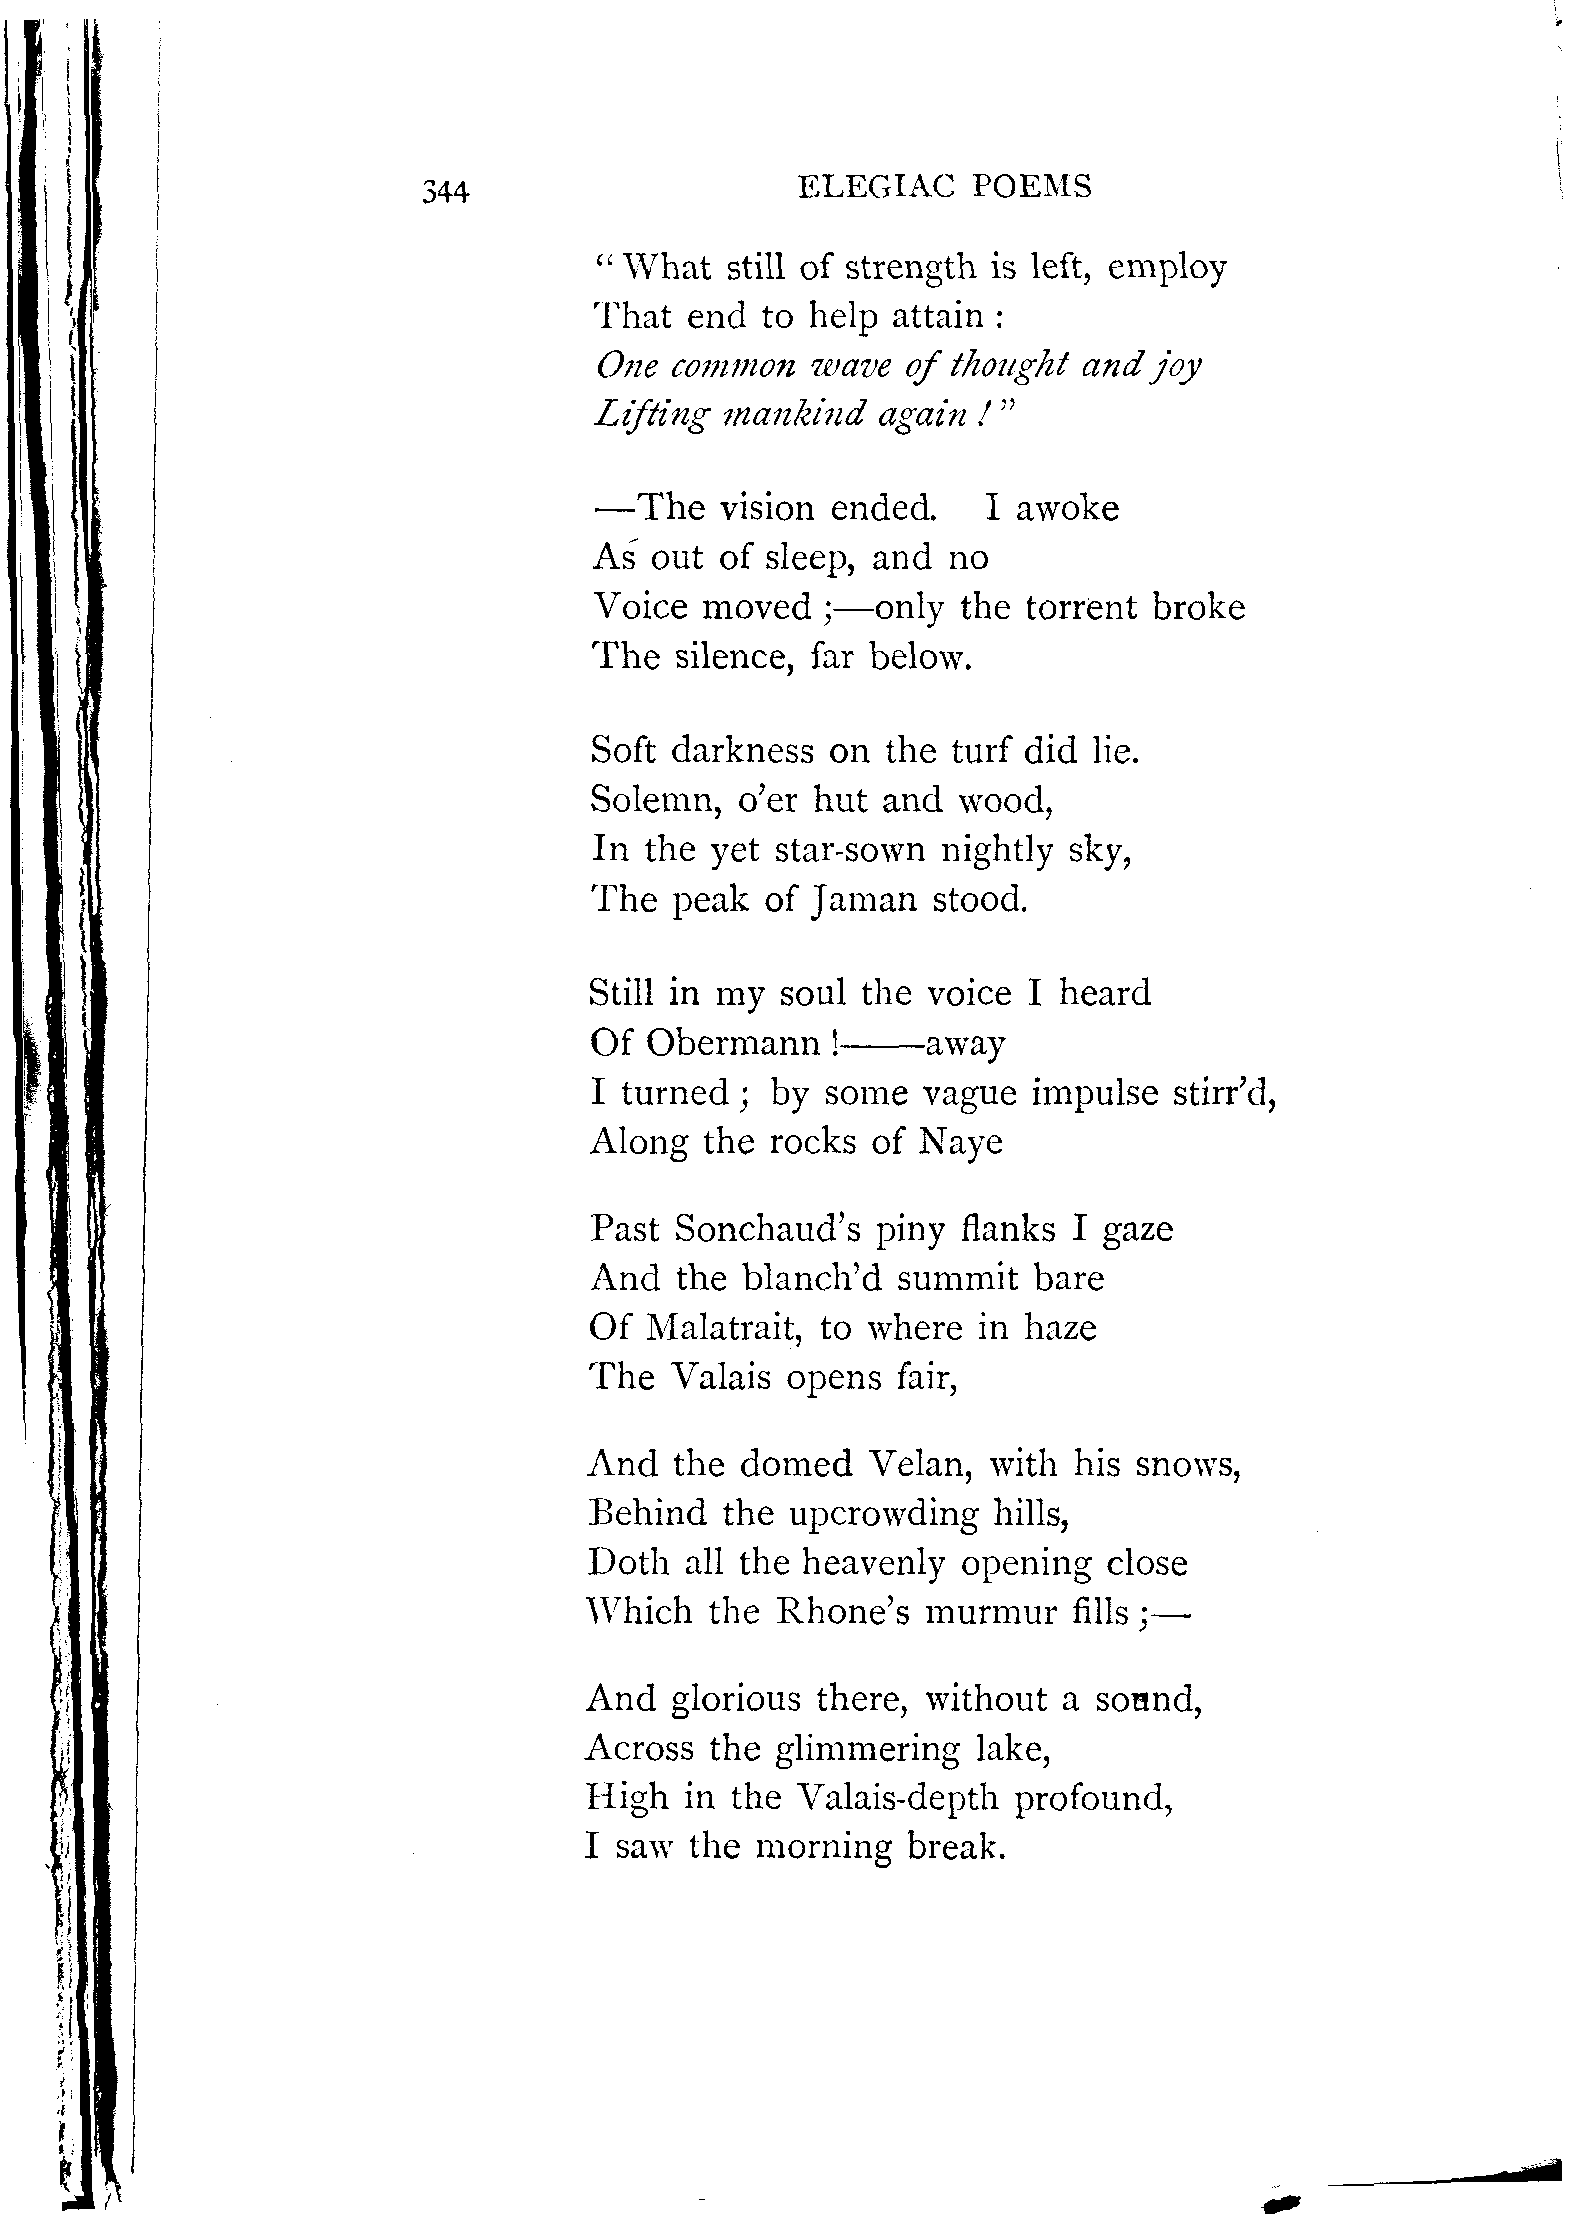 344 ELEGIAC POEMS
“What still of strength is left, employ
That end to help attain :
One common wave of thought and joy
Lifting mankind again !”
—The vision ended. I awoke
As out of sleep, and no
Voice moved ;—only the torrent broke
The silence, far below.
Soft darkness on the turf did lie.
Solemn, o’er hut and wood,
In the yet star-sown nightly sky,
The peak of Jaman stood.
Still in my soul the voice I heard
Of Obermann !——away
I turned ; by some vague impulse stirr’d,
Along the rocks of Naye
Past Sonchaud’s piny flanks I gaze
And the blanch’d summit bare
Of Malatrait, to where in haze
The Valais opens fair,
And the domed Velan, with his snows,
Behind the upcrowding hills,
Doth all the heavenly opening close
Which the Rhone’s murmur fills ;—
And glorious there, without a sound,
Across the glimmering lake,
High in the Valais-depth profound,
I saw the morning break.